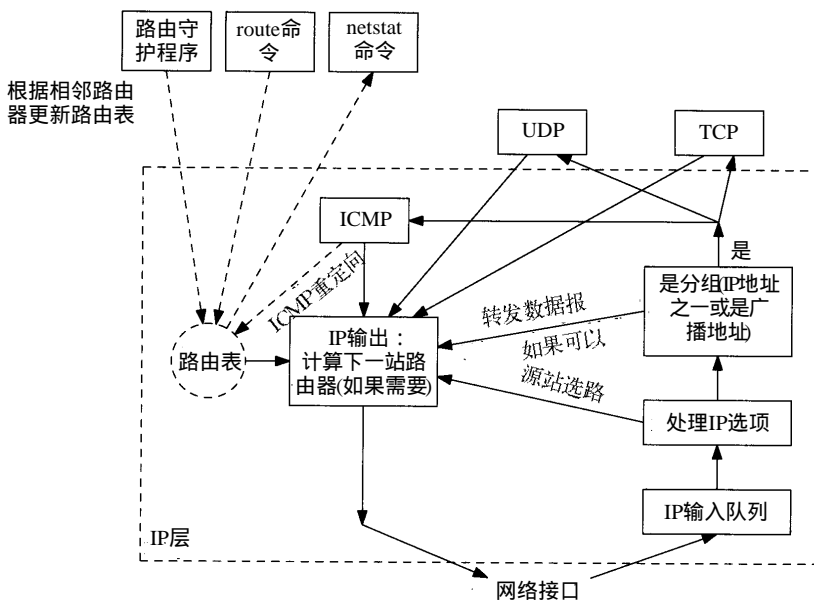 路由守
护程序
route命
令
netstat
命令
根据相邻路由
器更新路由表
UDP
TCP
ICMP
是
ICMP重定向
转发数据报
如果可以
源站选路
是分组(IP地址
之一或是广
播地址)
路由表
IP输出：
计算下一站路
由器(如果需要)
处理IP选项
IP输入队列
IP层
网络接口